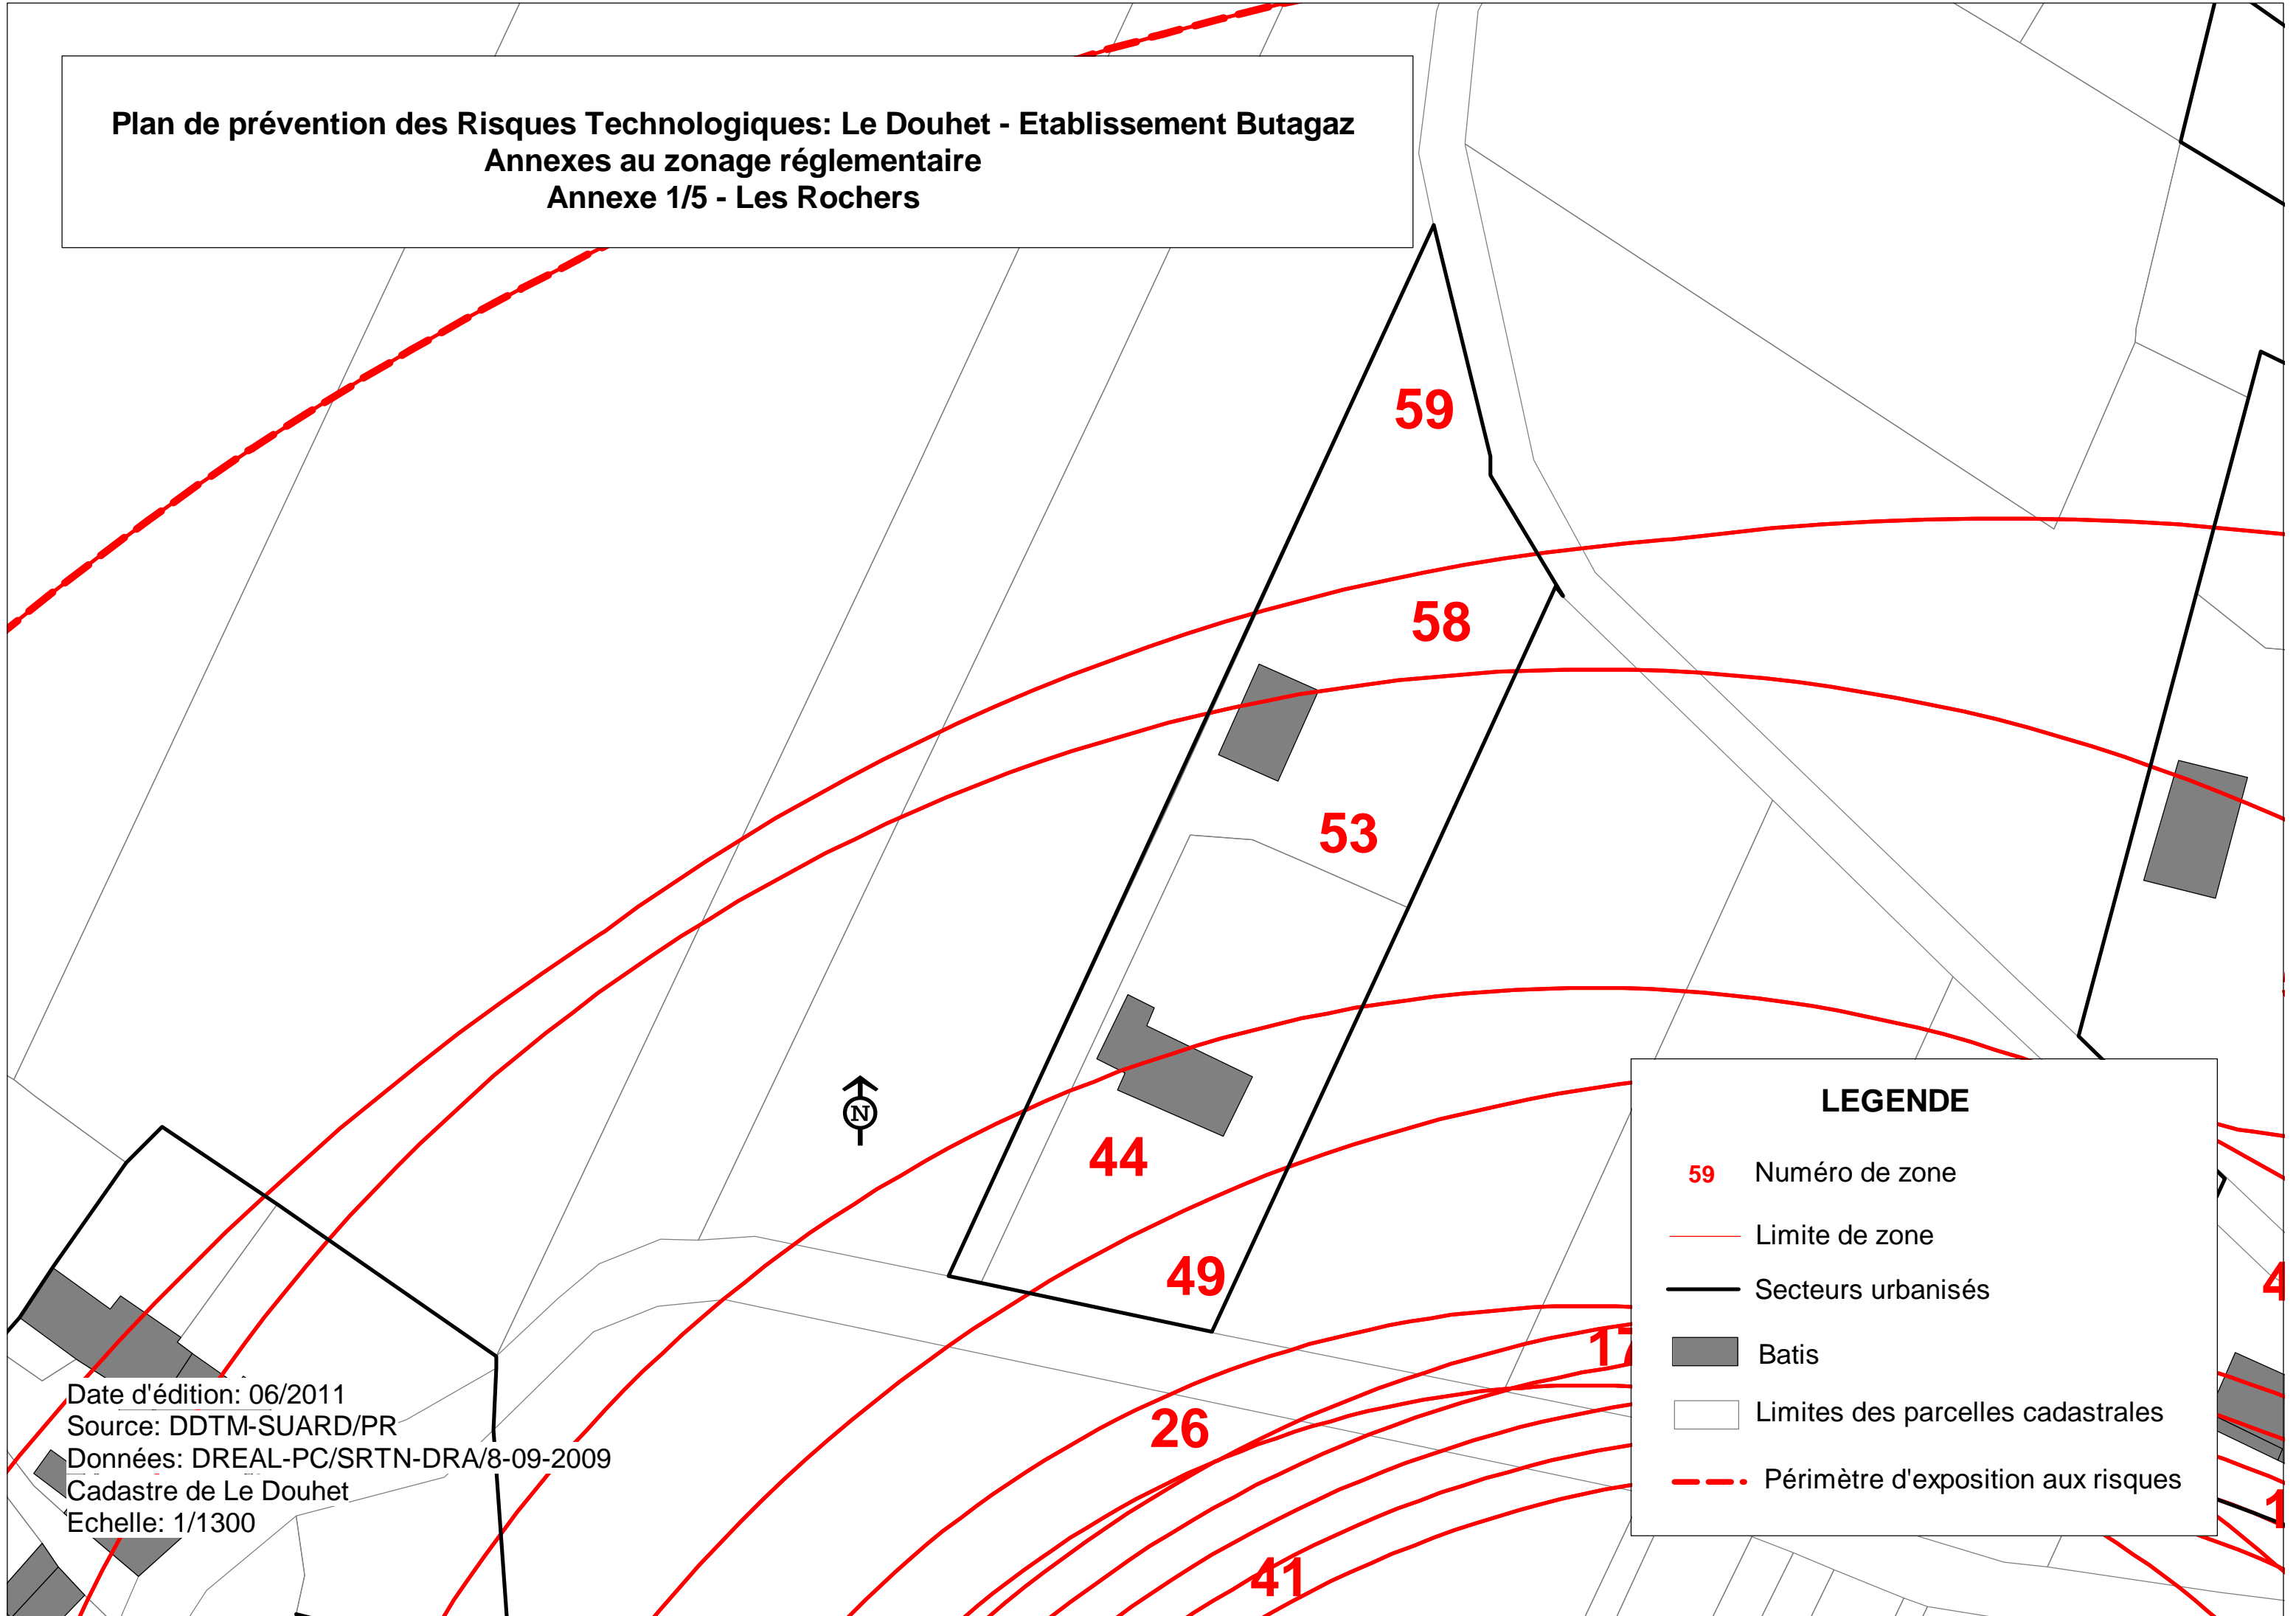 Plan de prévention des Risques Technologiques: Le Douhet - Etablissement Butagaz
Annexes au zonage réglementaire
Annexe 1/5 - Les Rochers
59
58
53
44
49
26
17
41
4
1
N
LEGENDE
59 Numéro de zone
Limite de zone
Secteurs urbanisés
Batis
Limites des parcelles cadastrales
Périmètre d'exposition aux risques
Date d'édition: 06/2011
Source: DDTM-SUARD/PR
Données: DREAL-PC/SRTN-DRA/8-09-2009
Cadastre de Le Douhet
Echelle: 1/1300